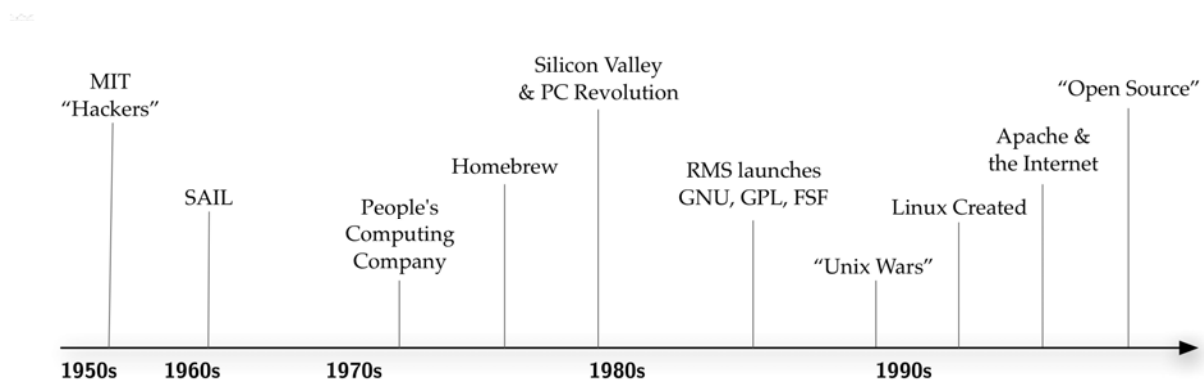 MIT
“Hackers”
SAIL
People's
Computing
Company
Homebrew
Silicon Valley
& PC Revolution
RMS launches
GNU, GPL, FSF
“Unix Wars”
Linux Created
Apache &
the Internet
“Open Source”
1950s 1960s 1970s 1980s 1990s